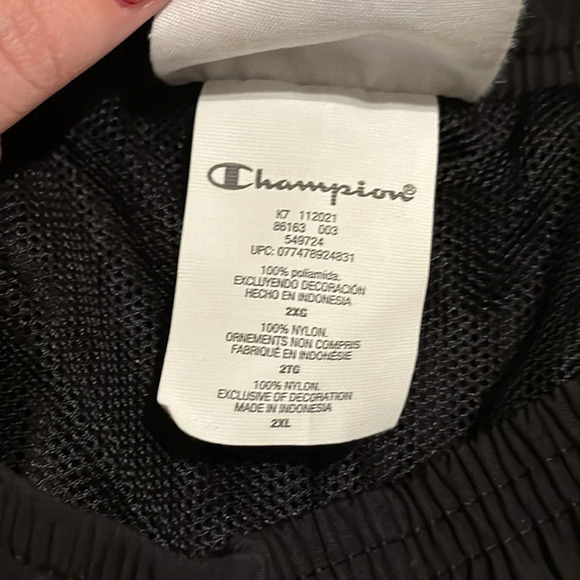 Champion®
K7 112021
86163 003
549724
UPC: 077478924831
100% poliamida.
EXCLUYENDO DECORACIÓN
HECHO EN INDONESIA
2XG
100% NYLON.
ORNEMENTS NON COMPRIS
FABRIQUÉ EN INDONÉSIE
2TG
100% NYLON.
EXCLUSIVE OF DECORATION
MADE IN INDONESIA
2XL